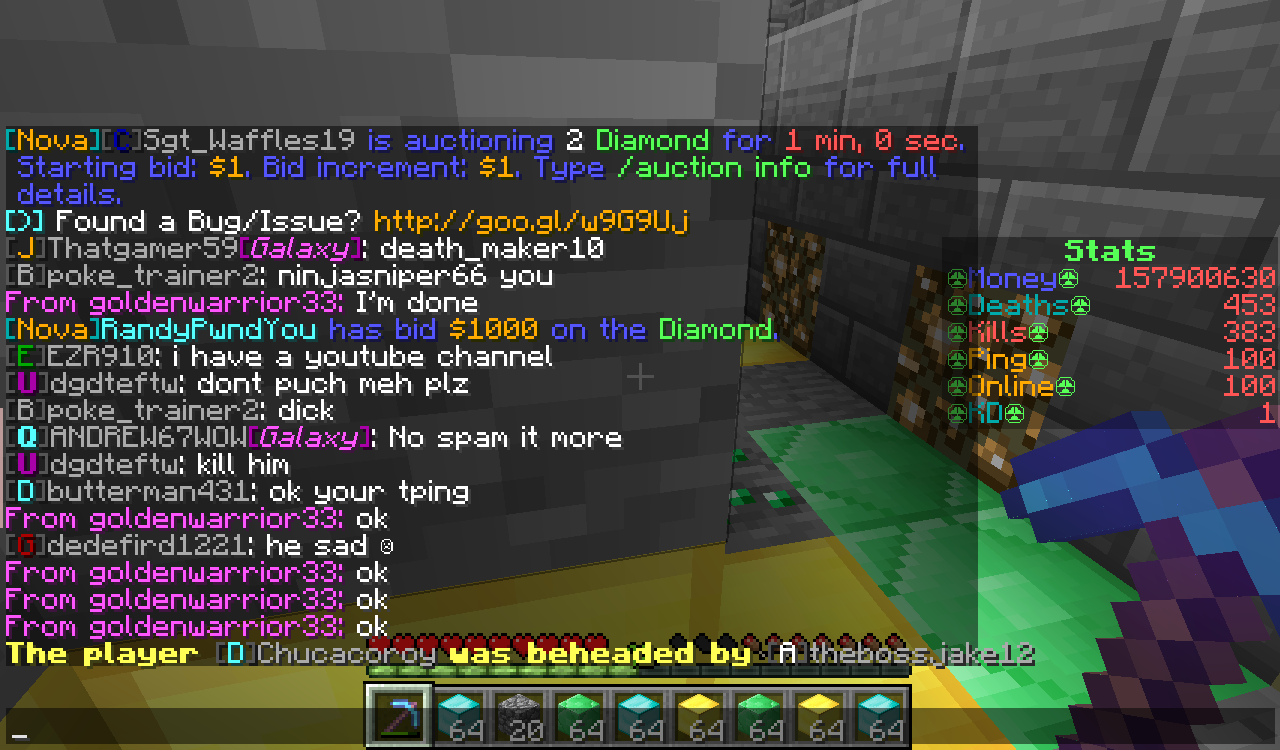 [Nova][C]Sgt_Waffles19 is auctioning 2 Diamond for 1 min, 0 sec.
Starting bid: $1. Bid increment: $1. Type /auction info for full
details.
[>] Found a Bug/Issue? http://goo.gl/w9G9Uj
[J]Thatgamer59[Galaxy]: death_maker10
[B]poke_trainer2: ninjasniper66 you
From goldenwarrior33: I'm done
[Nova]RandyPwndYou has bid $1000 on the Diamond.
[E]EZR910: i have a youtube channel
[U]dgdteftw: dont puch meh plz
[B]poke_trainer2: dick
[Q]ANDREW67WOW[Galaxy]: No spam it more
[U]dgdteftw: kill him
[D]butterman431: ok your tping
From goldenwarrior33: ok
[G]dedefird1221: he sad ☹
From goldenwarrior33: ok
From goldenwarrior33: ok
From goldenwarrior33: ok
The player [D]Chucacoroy was beheaded by [A]thebossjake12
Stats
Money 157900630
Deaths 453
Kills 383
Ping 100
Online 100
KD 1
64 20 64 64 64 64 64 64
_